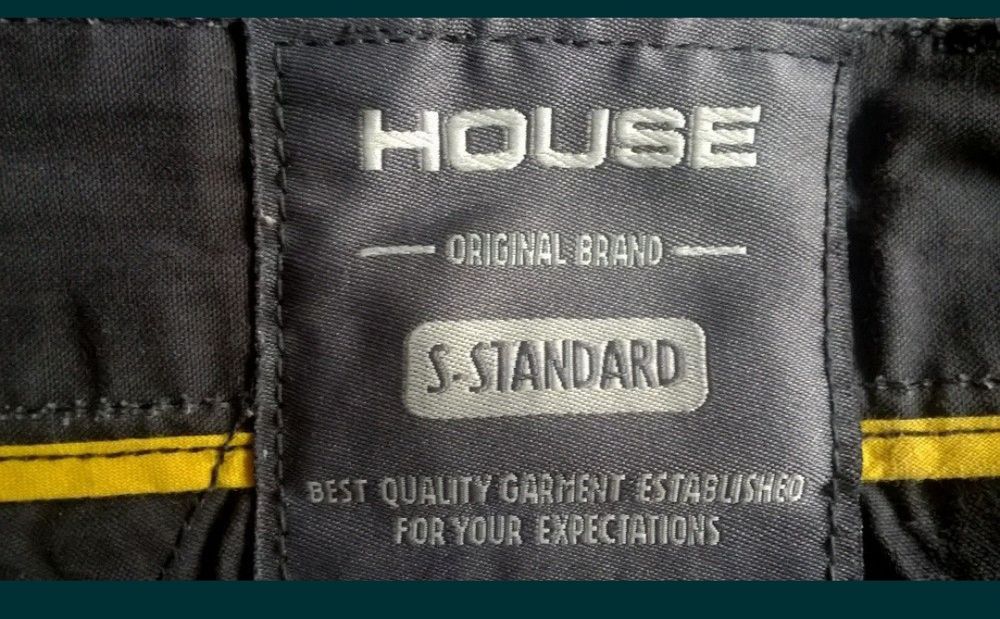 HOUSE
ORIGINAL BRAND
S-STANDARD
BEST QUALITY GARMENT ESTABLISHED
FOR YOUR EXPECTATIONS